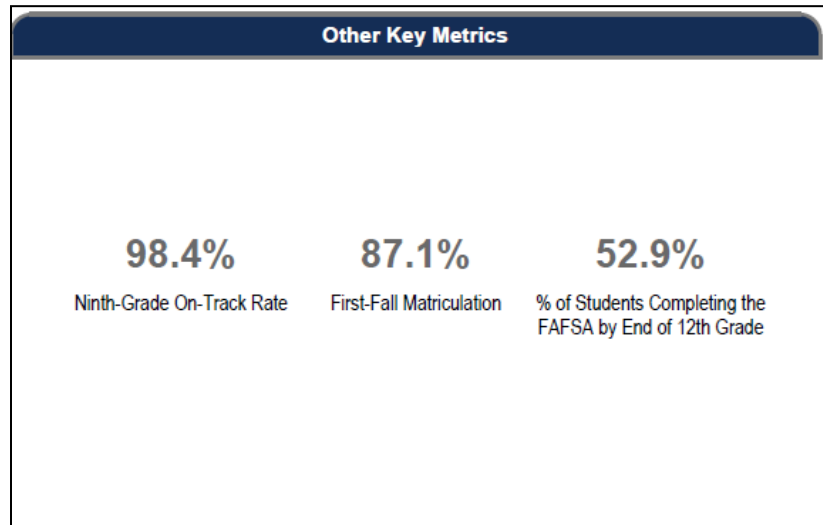 Other Key Metrics
98.4%
87.1%
52.9%
Ninth-Grade On-Track Rate
First-Fall Matriculation
% of Students Completing the
FAFSA by End of 12th Grade